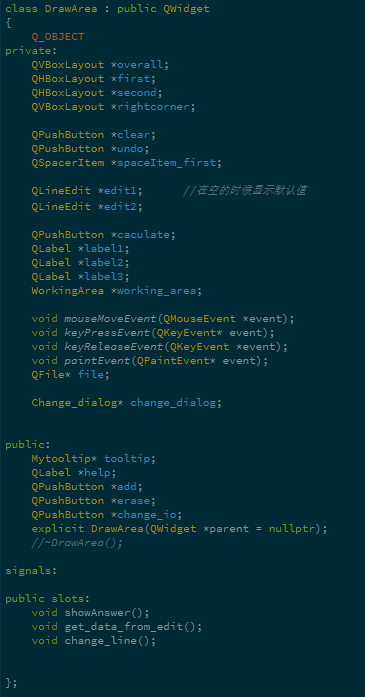 class DrawArea : public QWidget
{
    Q_OBJECT
private:
    QVBoxLayout *overall;
    QHBoxLayout *first;
    QHBoxLayout *second;
    QVBoxLayout *rightcorner;

    QPushButton *clear;
    QPushButton *undo;
    QSpacerItem *spaceItem_first;

    QLineEdit *edit1;      //在空的时候显示默认值
    QLineEdit *edit2;

    QPushButton *caculate;
    QLabel *label1;
    QLabel *label2;
    QLabel *label3;
    WorkingArea *working_area;

    void mouseMoveEvent(QMouseEvent *event);
    void keyPressEvent(QKeyEvent* event);
    void keyReleaseEvent(QKeyEvent *event);
    void paintEvent(QPaintEvent* event);
    QFile* file;

    Change_dialog* change_dialog;


public:
    Mytooltip* tooltip;
    QLabel *help;
    QPushButton *add;
    QPushButton *erase;
    QPushButton *change_io;
    explicit DrawArea(QWidget *parent = nullptr);
    //~DrawArea();

signals:

public slots:
    void showAnswer();
    void get_data_from_edit();
    void change_line();


};